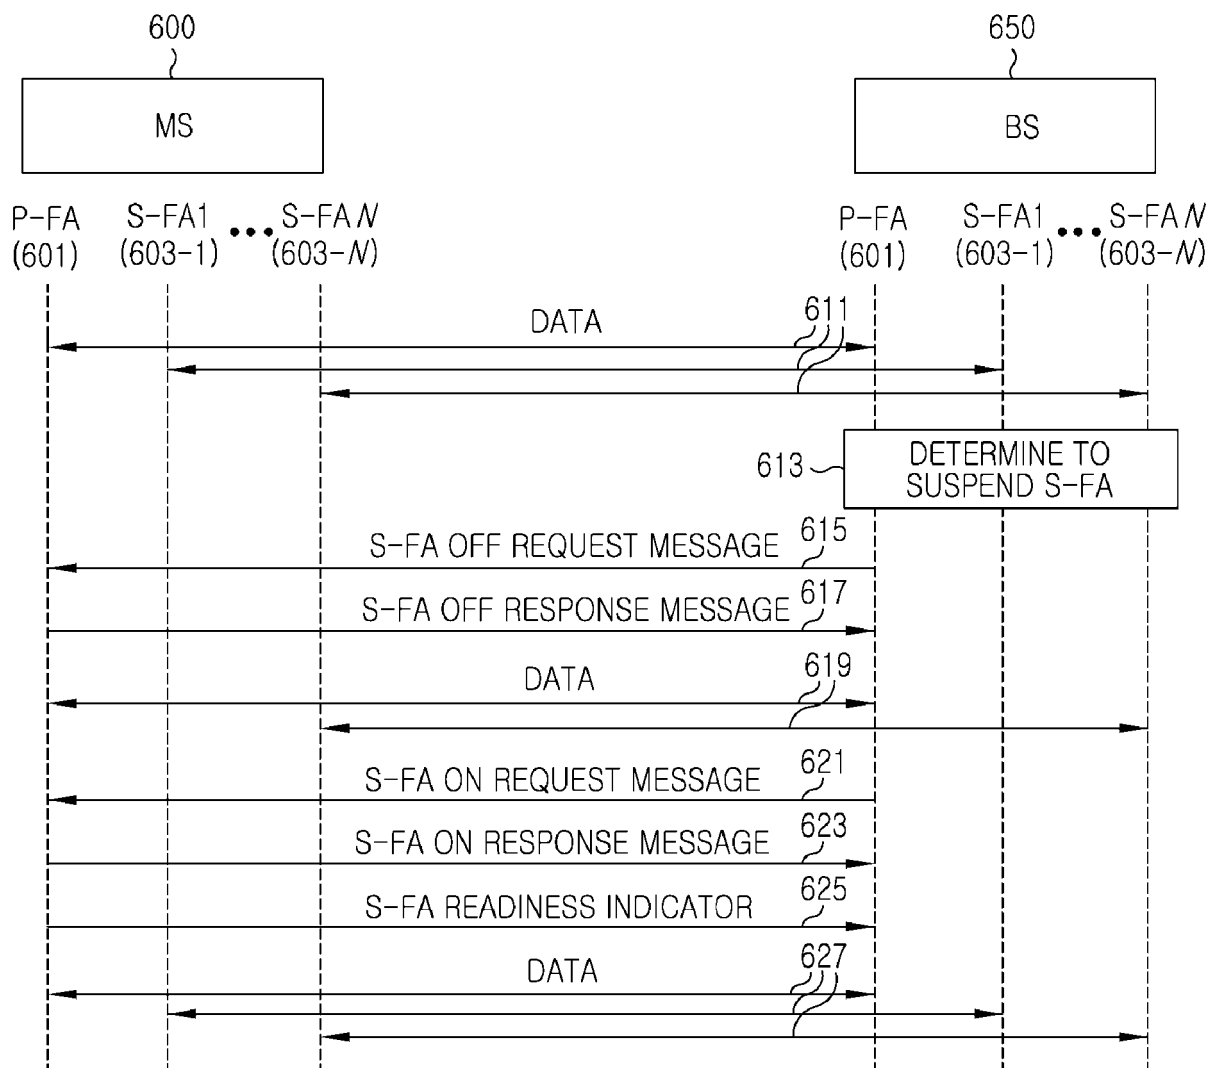 600
650
MS
BS
P-FA S-FA1 ••• S-FA N
(601) (603-1) (603-N)
P-FA S-FA1 ••• S-FA N
(601) (603-1) (603-N)
DATA
611
613
DETERMINE TO
SUSPEND S-FA
S-FA OFF REQUEST MESSAGE
615
S-FA OFF RESPONSE MESSAGE
617
DATA
619
S-FA ON REQUEST MESSAGE
621
S-FA ON RESPONSE MESSAGE
623
S-FA READINESS INDICATOR
625
DATA
627